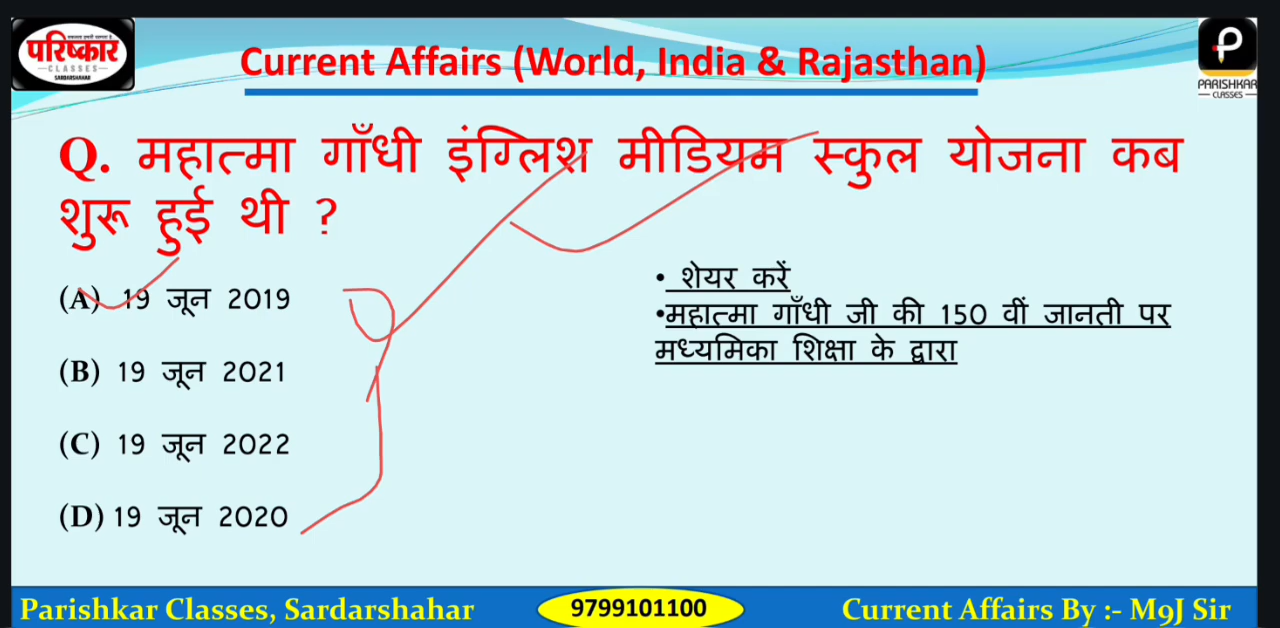 परिष्कार
CLASSES
SARDARSHAHAR
Current Affairs (World, India & Rajasthan)
PARISHKAR
CLASSES
Q. महात्मा गाँधी इंग्लिश मीडियम स्कुल योजना कब
शुरू हुई थी ?
(A) 19 जून 2019
(B) 19 जून 2021
(C) 19 जून 2022
(D) 19 जून 2020
• शेयर करें
•महात्मा गाँधी जी की 150 वीं जानती पर
मध्यमिका शिक्षा के द्वारा
Parishkar Classes, Sardarshahar
9799101100
Current Affairs By :- M9J Sir